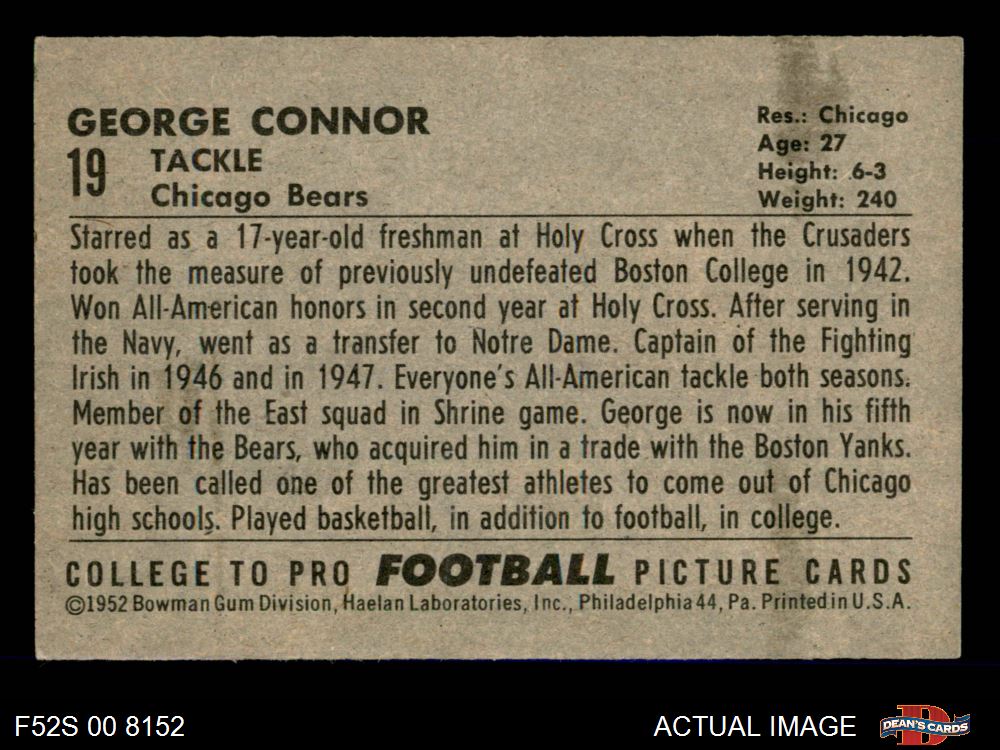 GEORGE CONNOR
19 TACKLE
Chicago Bears
Res.: Chicago
Age: 27
Height: 6-3
Weight: 240
Starred as a 17-year-old freshman at Holy Cross when the Crusaders
took the measure of previously undefeated Boston College in 1942.
Won All-American honors in second year at Holy Cross. After serving in
the Navy, went as a transfer to Notre Dame. Captain of the Fighting
Irish in 1946 and in 1947. Everyone's All-American tackle both seasons.
Member of the East squad in Shrine game. George is now in his fifth
year with the Bears, who acquired him in a trade with the Boston Yanks.
Has been called one of the greatest athletes to come out of Chicago
high schools. Played basketball, in addition to football, in college.
COLLEGE TO PRO FOOTBALL PICTURE CARDS
©1952 Bowman Gum Division, Haelan Laboratories, Inc., Philadelphia 44, Pa. Printed in U.S.A.
F52S 00 8152
ACTUAL IMAGE
D
DEAN'S CARDS